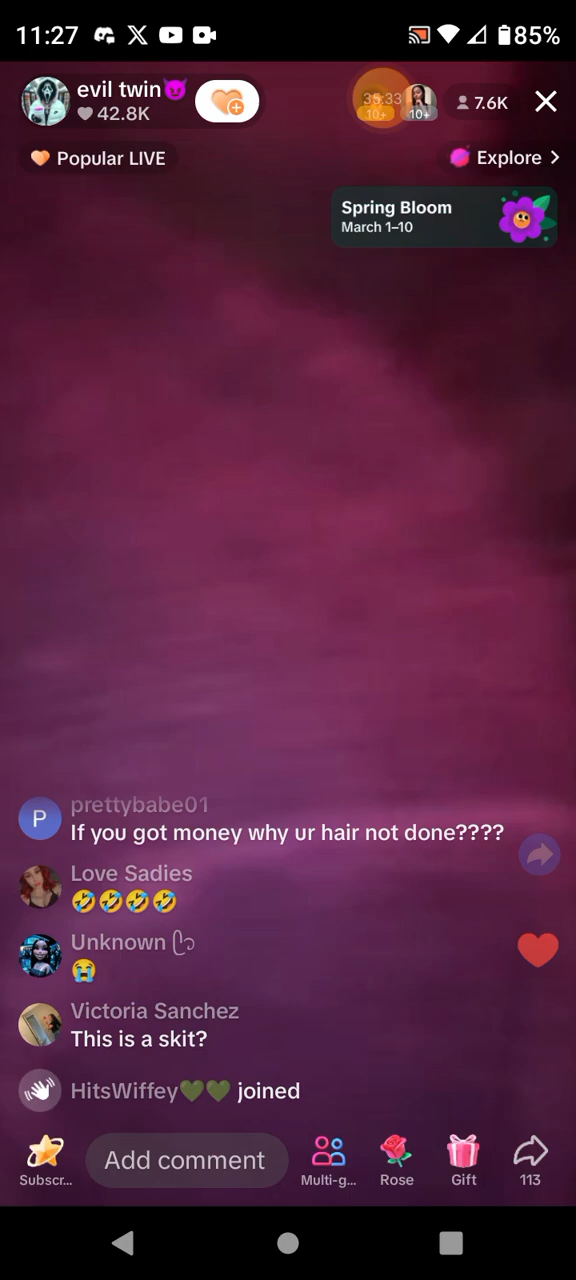 11:27
85%
evil twin😈
42.8K
35:33
10+
10+
7.6K
Popular LIVE
Explore >
Spring Bloom
March 1–10
prettybabe01
P
If you got money why ur hair not done????
Love Sadies
🤣🤣🤣🤣
Unknown
😭
Victoria Sanchez
This is a skit?
HitsWiffey💚💚 joined
Subscr...
Add comment
Multi-g...
Rose
Gift
113